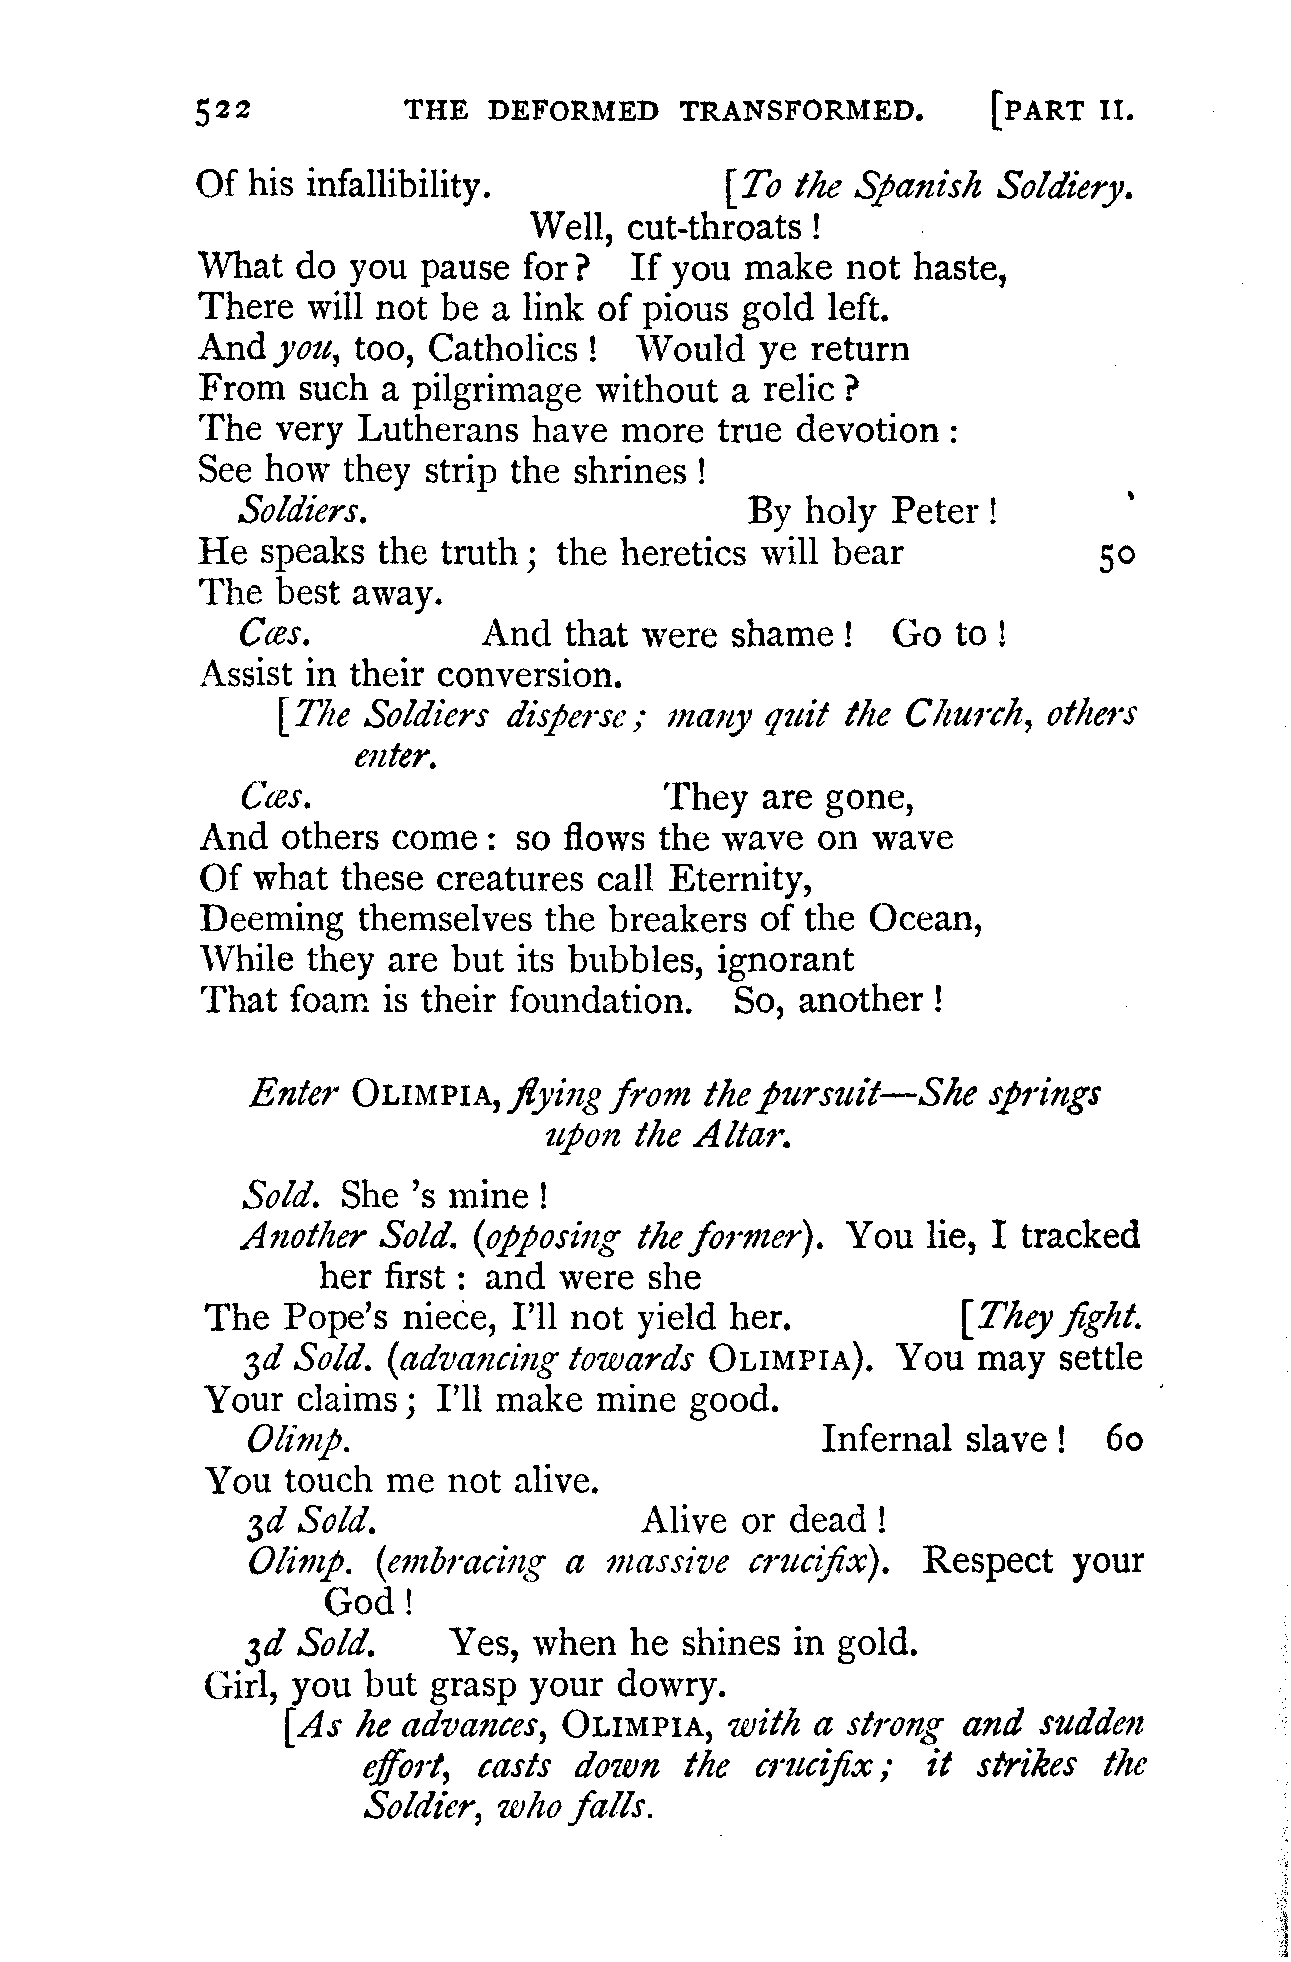 522 THE DEFORMED TRANSFORMED. [PART II.
Of his infallibility. [To the Spanish Soldiery.
Well, cut-throats !
What do you pause for? If you make not haste,
There will not be a link of pious gold left.
And you, too, Catholics ! Would ye return
From such a pilgrimage without a relic ?
The very Lutherans have more true devotion :
See how they strip the shrines !
Soldiers. By holy Peter !
He speaks the truth ; the heretics will bear 50
The best away.
Cæs. And that were shame ! Go to !
Assist in their conversion.
[The Soldiers disperse ; many quit the Church, others
enter.
Cæs. They are gone,
And others come : so flows the wave on wave
Of what these creatures call Eternity,
Deeming themselves the breakers of the Ocean,
While they are but its bubbles, ignorant
That foam is their foundation. So, another !
Enter OLIMPIA, flying from the pursuit—She springs
upon the Altar.
Sold. She 's mine !
Another Sold. (opposing the former). You lie, I tracked
her first : and were she
The Pope's niece, I'll not yield her. [They fight.
3d Sold. (advancing towards OLIMPIA). You may settle
Your claims ; I'll make mine good.
Olimp. Infernal slave ! 60
You touch me not alive.
3d Sold. Alive or dead !
Olimp. (embracing a massive crucifix). Respect your
God !
3d Sold. Yes, when he shines in gold.
Girl, you but grasp your dowry.
[As he advances, OLIMPIA, with a strong and sudden
effort, casts down the crucifix ; it strikes the
Soldier, who falls.